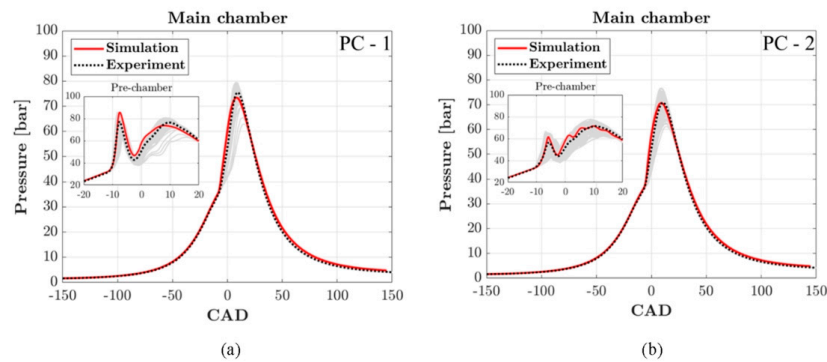 Main chamber
PC - 1
Simulation
Experiment
Pre-chamber
100
80
60
40
20
-20 -10 0 10 20
100
90
80
70
60
50
40
30
20
10
0
-150 -100 -50 0 50 100 150
Pressure [bar]
CAD
(a)
Main chamber
PC - 2
Simulation
Experiment
Pre-chamber
100
80
60
40
20
-20 -10 0 10 20
100
90
80
70
60
50
40
30
20
10
0
-150 -100 -50 0 50 100 150
Pressure [bar]
CAD
(b)